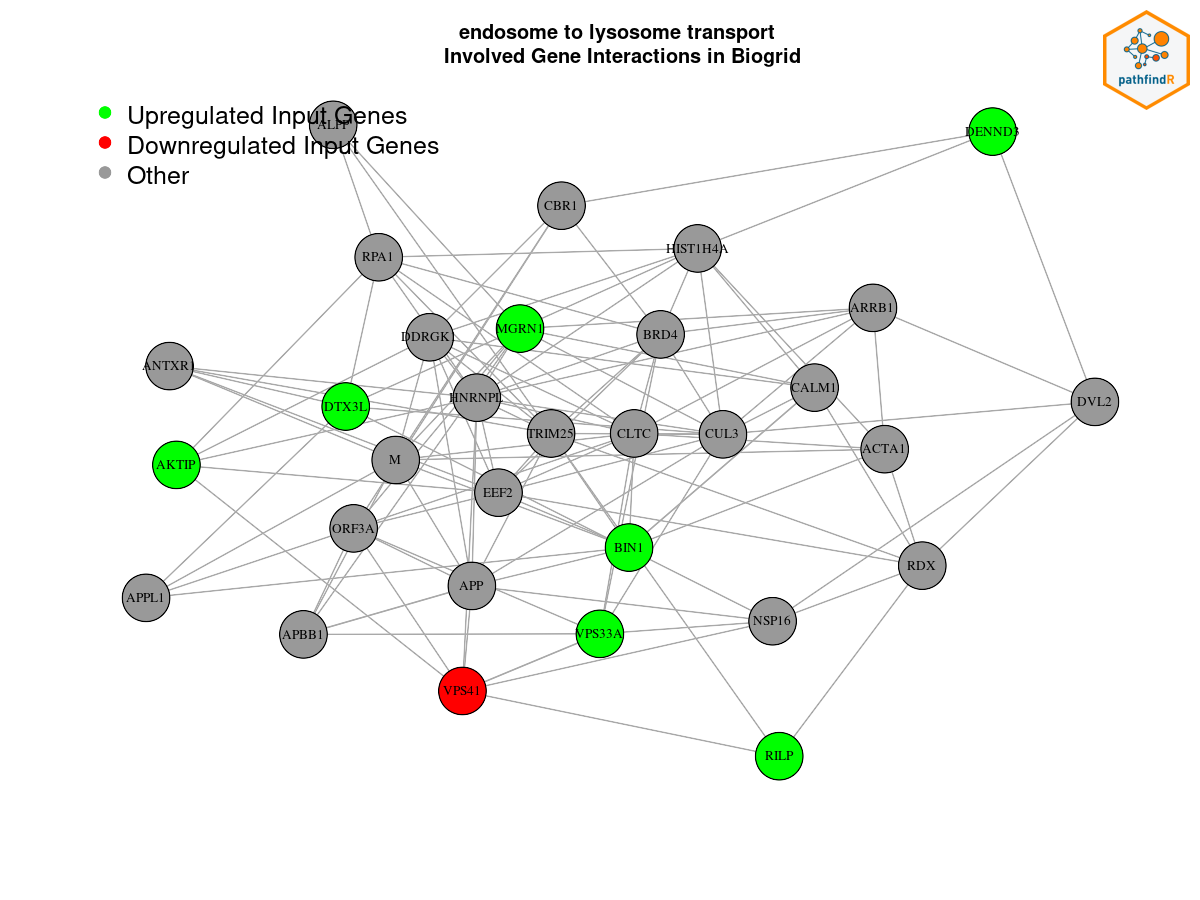 endosome to lysosome transport
Involved Gene Interactions in Biogrid
pathfindR
Upregulated Input Genes
Downregulated Input Genes
Other
ALPP
DENND3
CBR1
HIST1H4A
RPA1
ARRB1
MGRN1
BRD4
DDRGK
ANTXR1
CALM1
HNRNPL
DVL2
DTX3L
TRIM25
CLTC
CUL3
ACTA1
M
AKTIP
EEF2
ORF3A
BIN1
RDX
APP
APPL1
NSP16
APBB1
VPS33A
VPS41
RILP